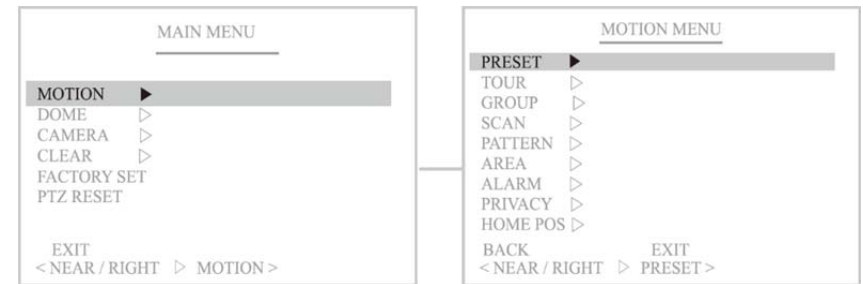 MAIN MENU
MOTION ▶
DOME ▷
CAMERA ▷
CLEAR ▷
FACTORY SET
PTZ RESET
EXIT
< NEAR / RIGHT ▷ MOTION >
MOTION MENU
PRESET ▶
TOUR ▷
GROUP ▷
SCAN ▷
PATTERN ▷
AREA ▷
ALARM ▷
PRIVACY ▷
HOME POS ▷
BACK EXIT
< NEAR / RIGHT ▷ PRESET >